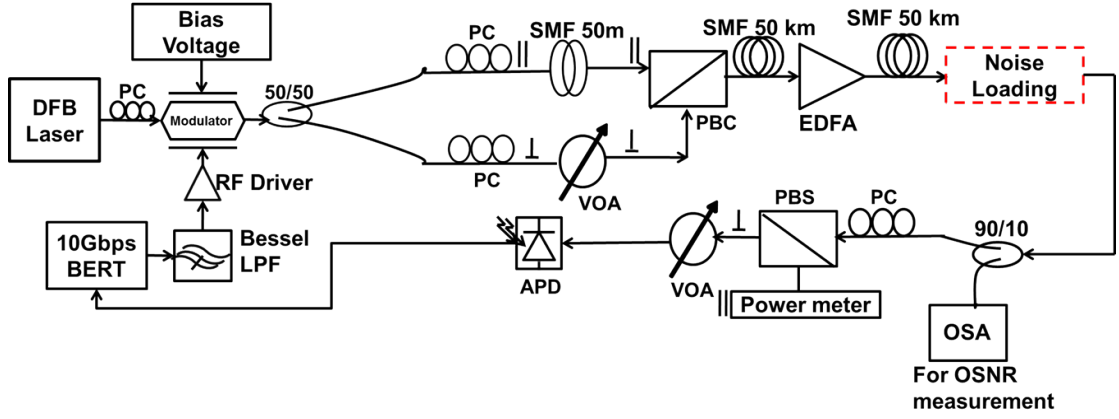 Bias
Voltage
DFB
Laser
PC
Modulator
50/50
PC
SMF 50m
PBC
SMF 50 km
EDFA
SMF 50 km
Noise
Loading
PC
VOA
RF Driver
10Gbps
BERT
Bessel
LPF
APD
VOA
PBS
Power meter
PC
90/10
OSA
For OSNR
measurement